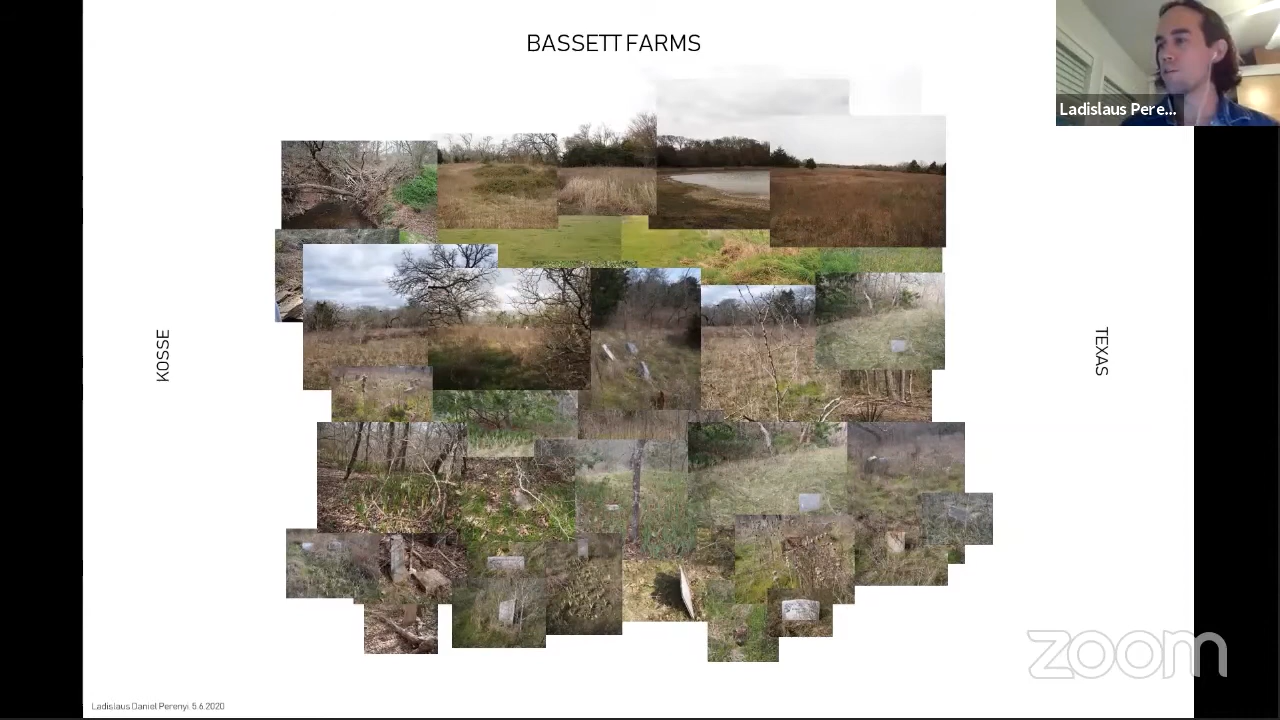 BASSETT FARMS
Ladislaus Pere...
KOSSE
TEXAS
zoom
Ladislaus Daniel Perenyi, 5.6.2020